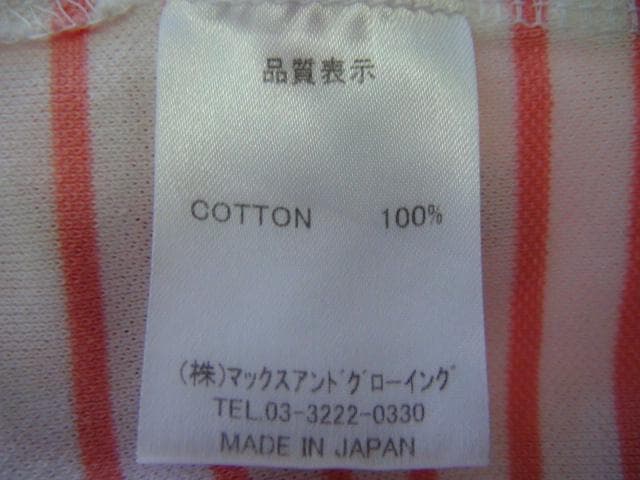 品質表示
COTTON 100%
(株)マックスアンドグローイング
TEL.03-3222-0330
MADE IN JAPAN